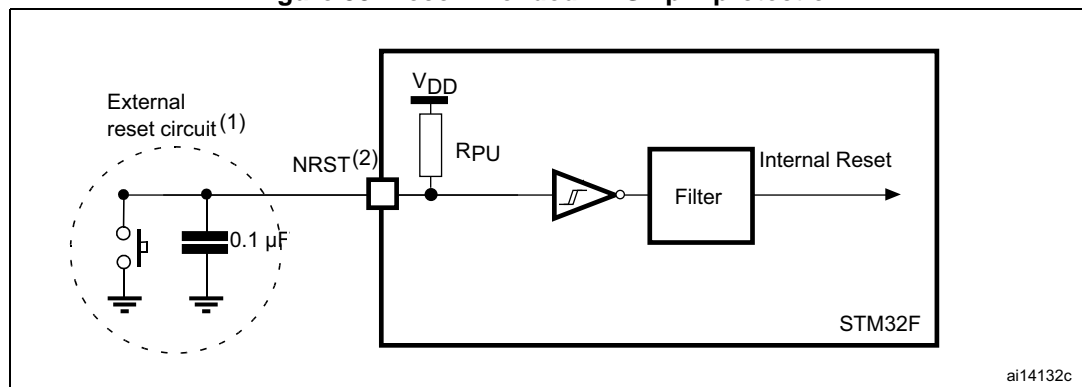 External
reset circuit(1)
VDD
NRST(2)
RPU
Internal Reset
Filter
0.1 µF
STM32F
ai14132c